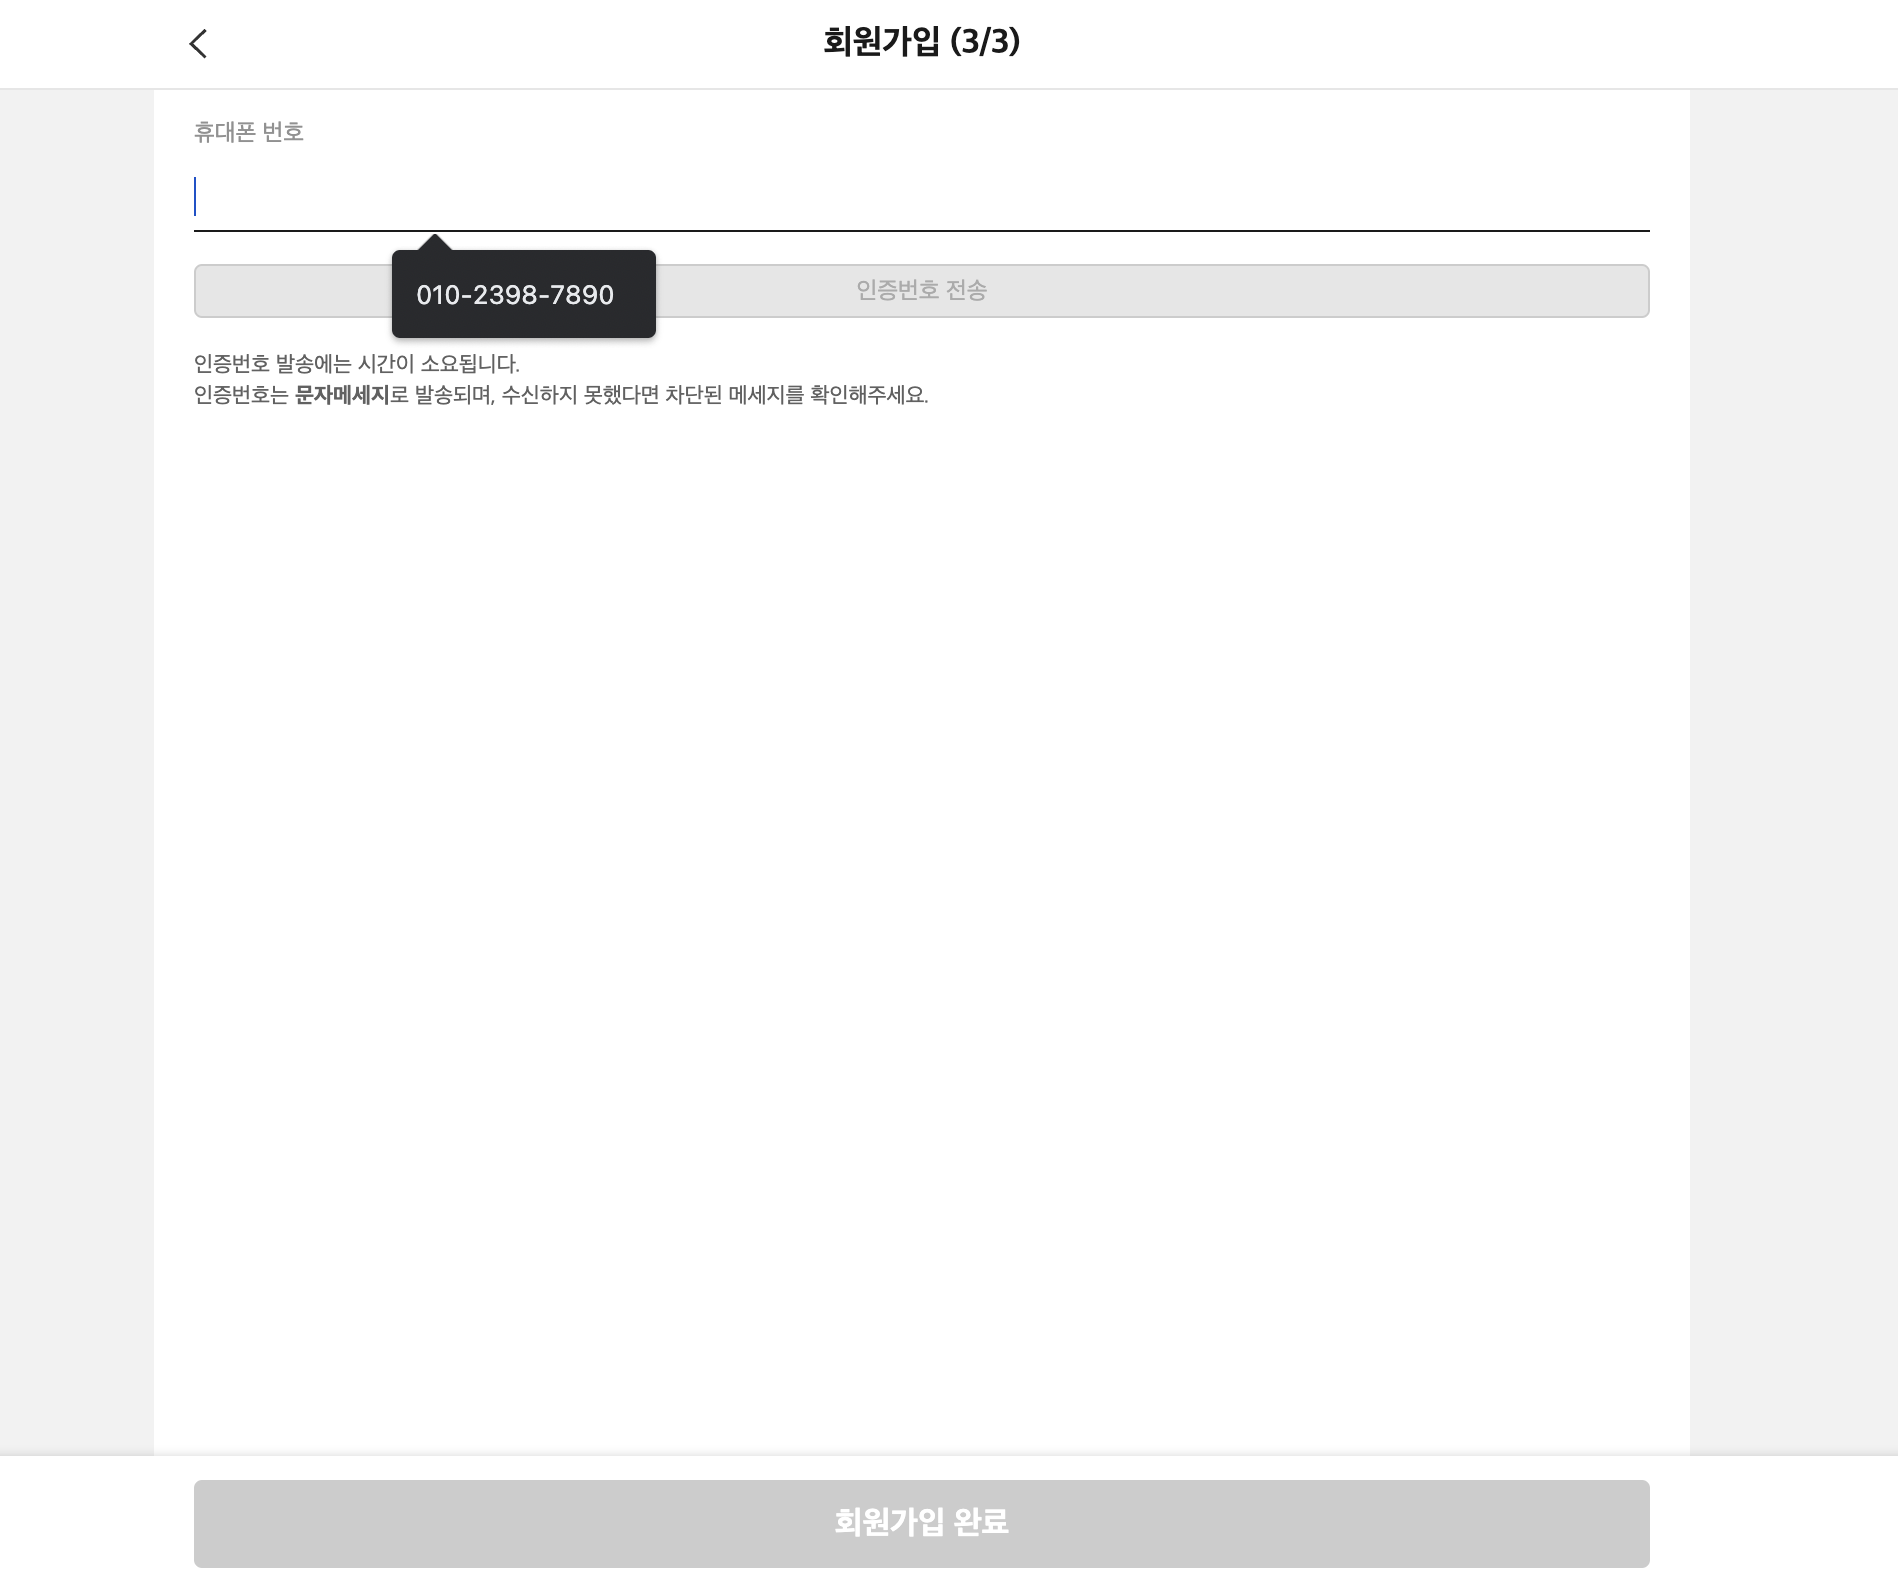 회원가입 (3/3)
휴대폰 번호
010-2398-7890
인증번호 전송
인증번호 발송에는 시간이 소요됩니다.
인증번호는 문자메세지로 발송되며, 수신하지 못했다면 차단된 메세지를 확인해주세요.
회원가입 완료